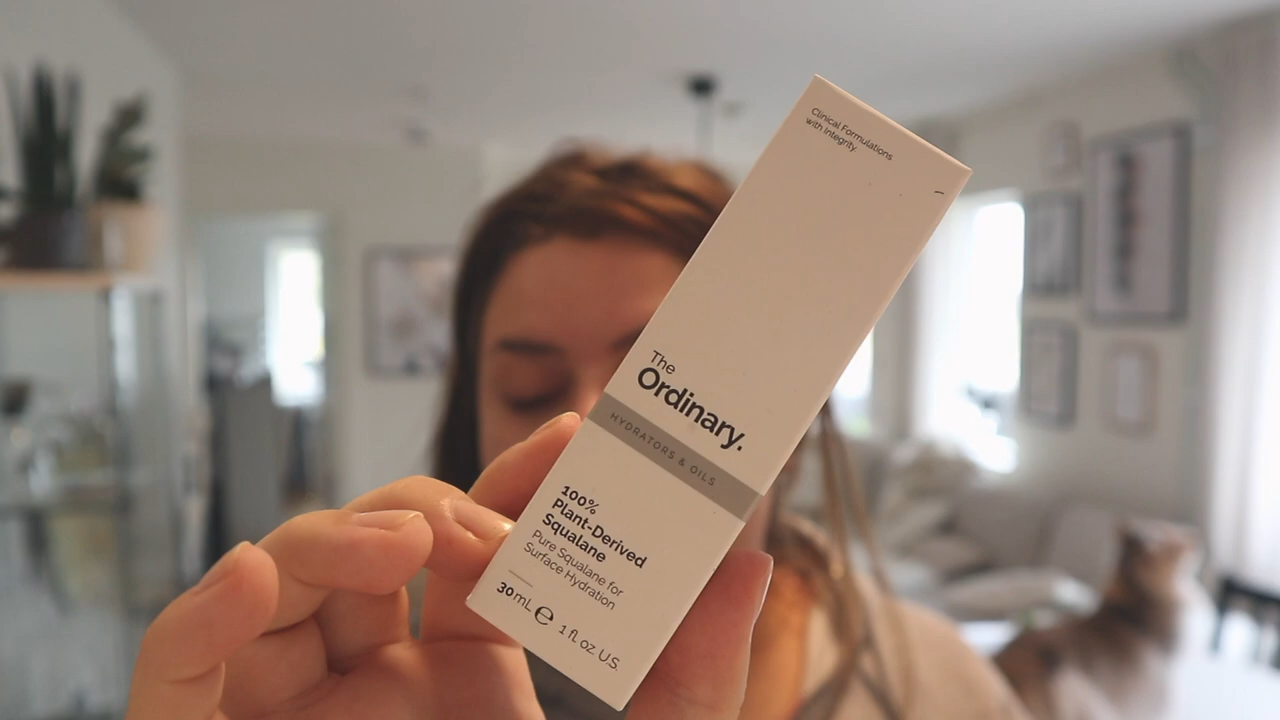 Clinical Formulations
with Integrity.
The
Ordinary.
HYDRATORS & OILS
100%
Plant-Derived
Squalane
Pure Squalane for
Surface Hydration
30mL ℮ 1 fl. oz. U.S.